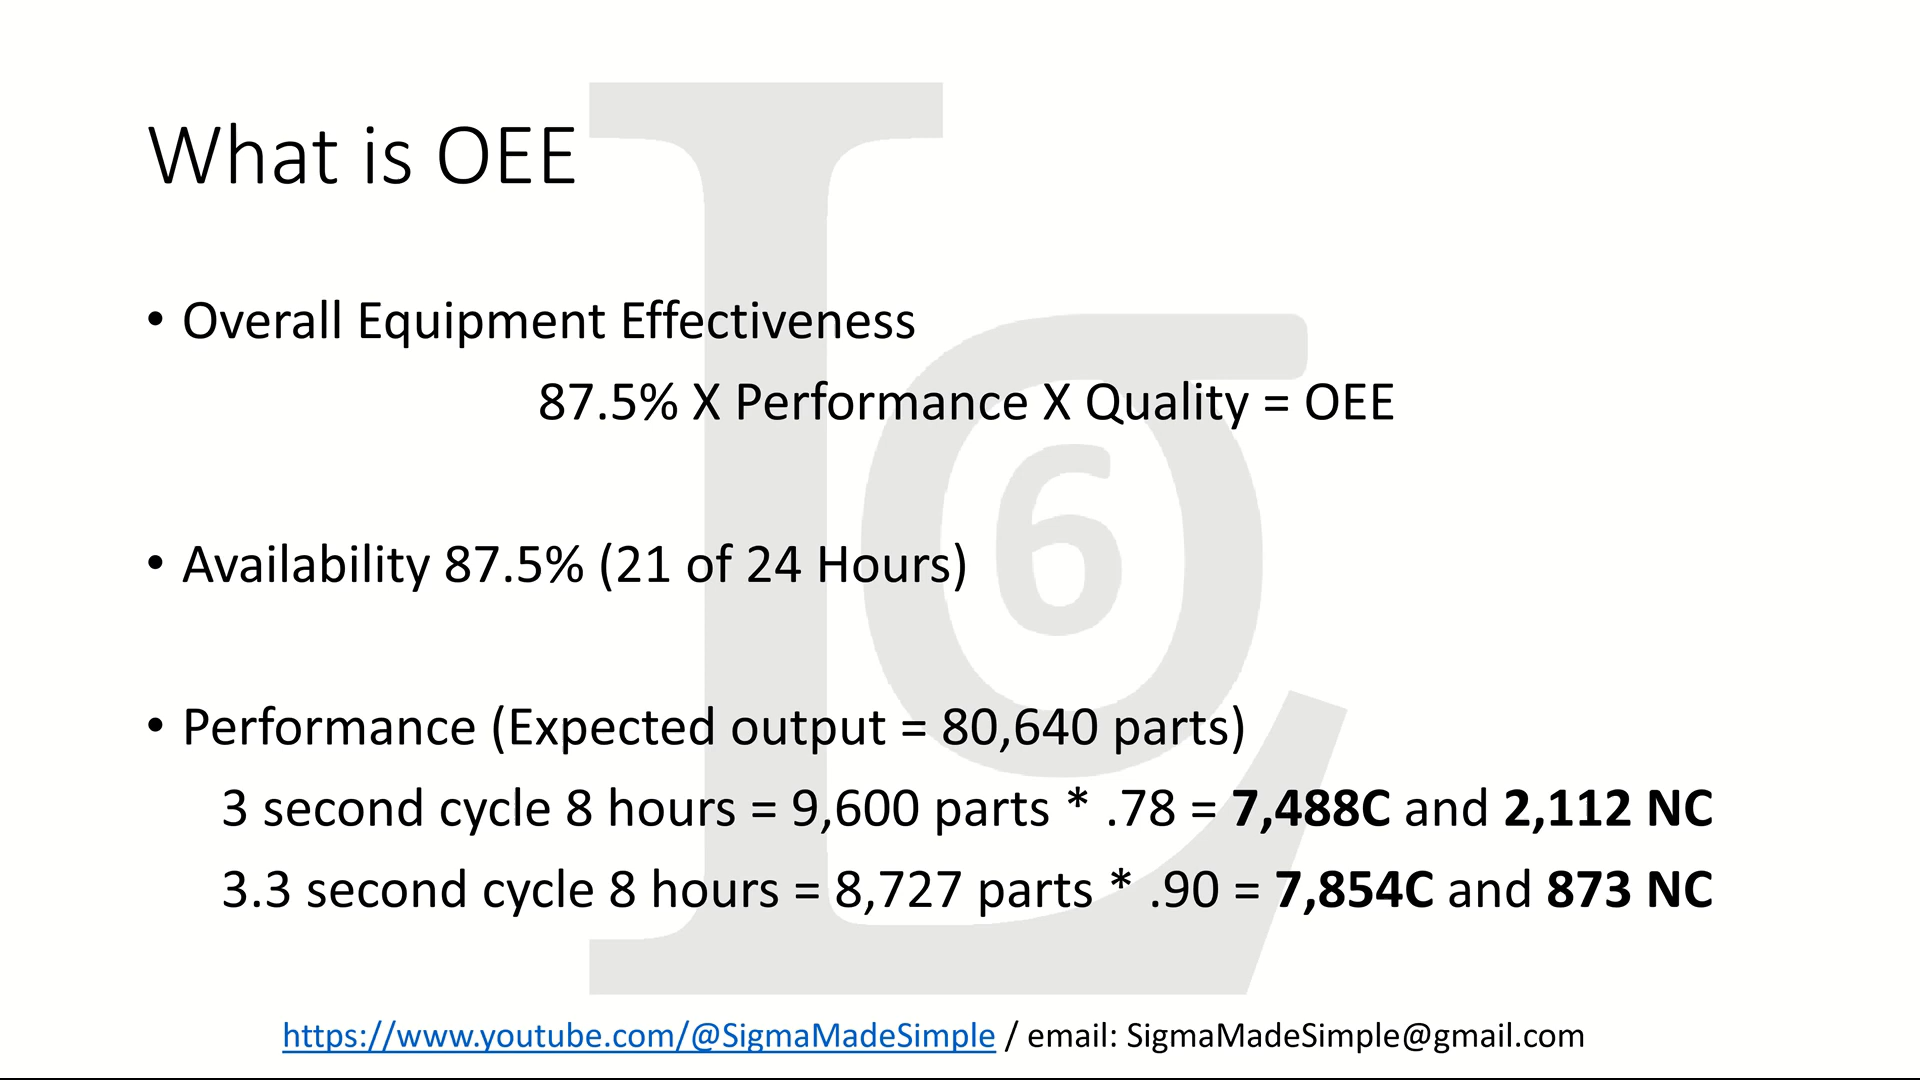 What is OEE
• Overall Equipment Effectiveness
87.5% X Performance X Quality = OEE
• Availability 87.5% (21 of 24 Hours)
• Performance (Expected output = 80,640 parts)
3 second cycle 8 hours = 9,600 parts * .78 = 7,488C and 2,112 NC
3.3 second cycle 8 hours = 8,727 parts * .90 = 7,854C and 873 NC
https://www.youtube.com/@SigmaMadeSimple / email: SigmaMadeSimple@gmail.com
L
σ
6